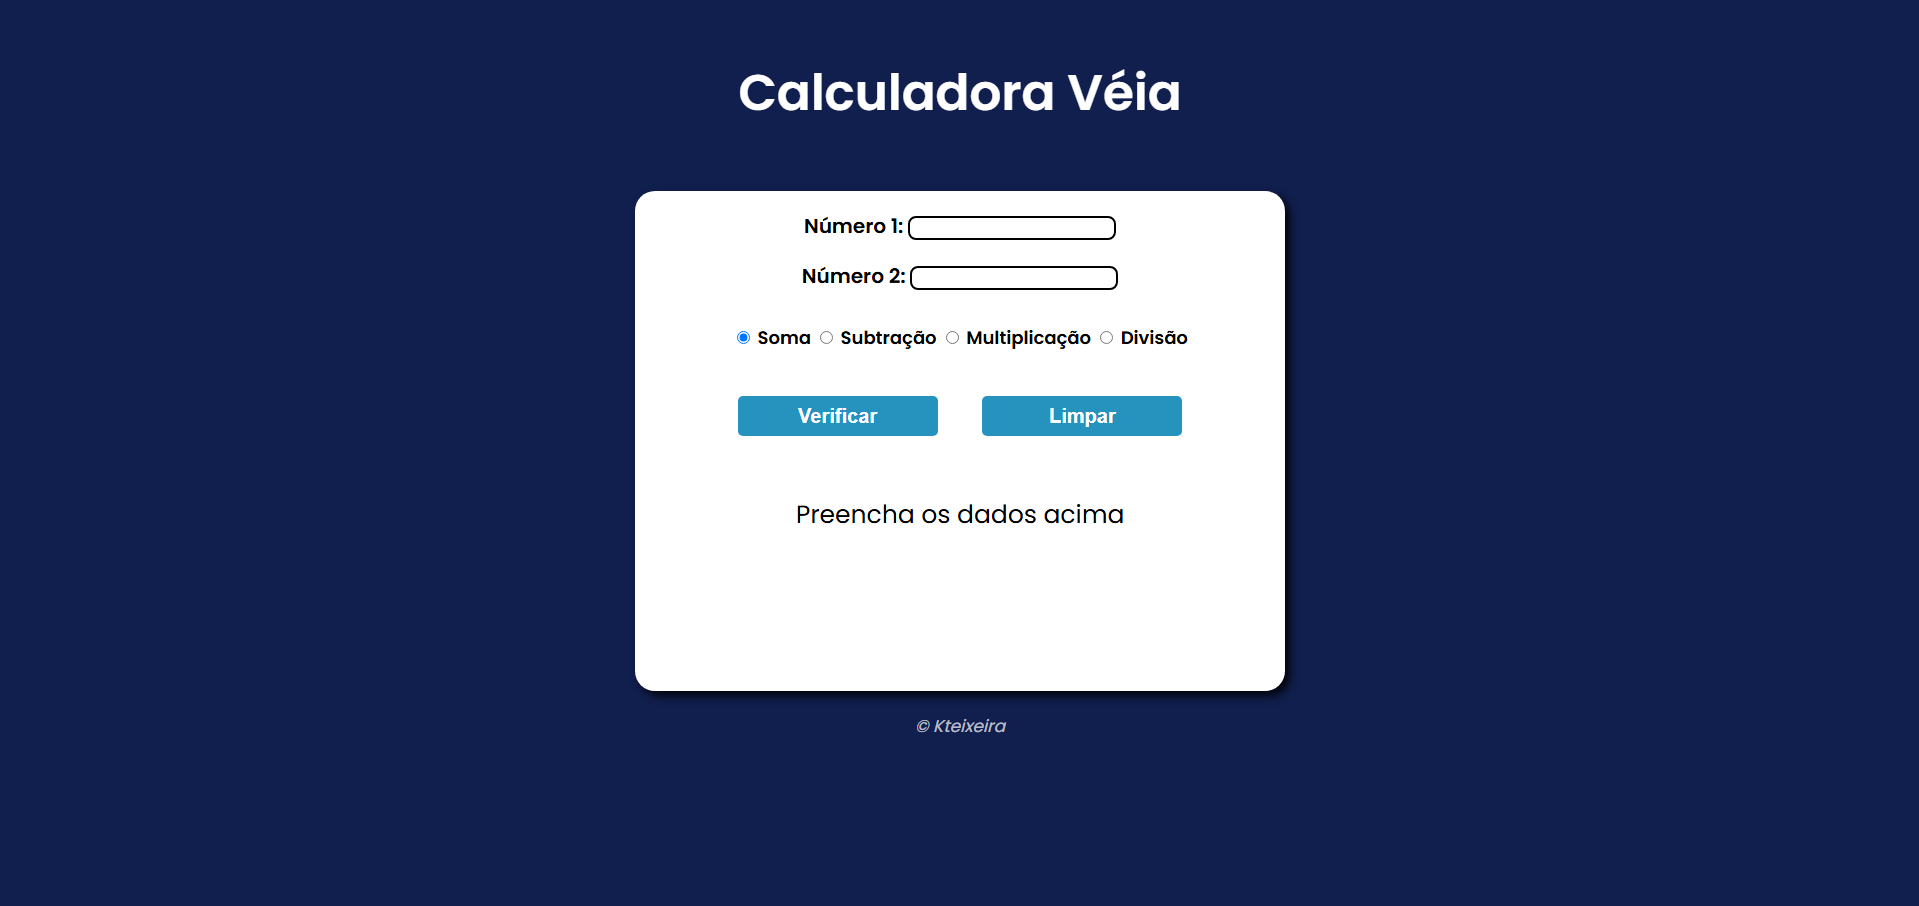 Calculadora Véia
Número 1:
Número 2:
Soma Subtração Multiplicação Divisão
Verificar Limpar
Preencha os dados acima
© Kteixeira